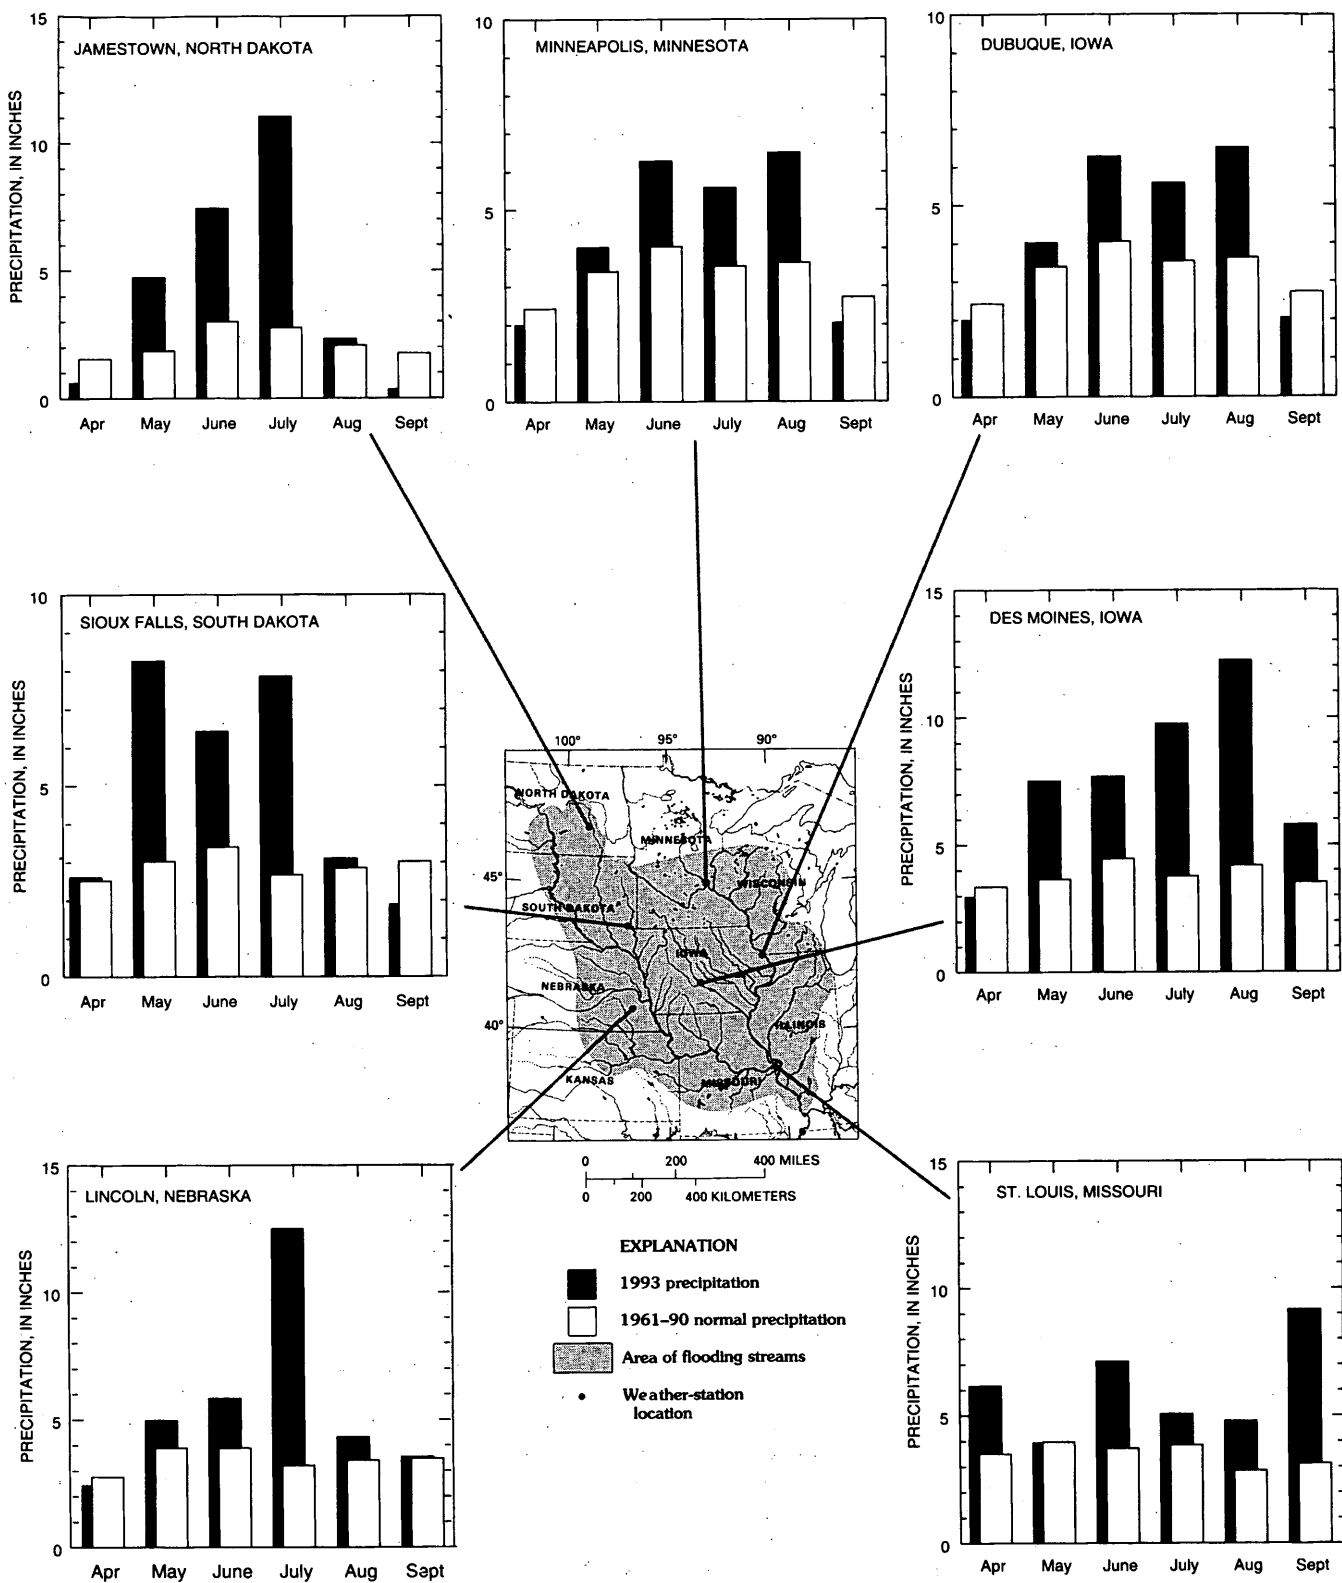 JAMESTOWN, NORTH DAKOTA
PRECIPITATION, IN INCHES
15
10
5
0
Apr May June July Aug Sept
MINNEAPOLIS, MINNESOTA
10
5
0
Apr May June July Aug Sept
DUBUQUE, IOWA
10
5
0
Apr May June July Aug Sept
SIOUX FALLS, SOUTH DAKOTA
PRECIPITATION, IN INCHES
10
5
0
Apr May June July Aug Sept
100° 95° 90°
45°
40°
NORTH DAKOTA
MINNESOTA
WISCONSIN
SOUTH DAKOTA
IOWA
NEBRASKA
ILLINOIS
KANSAS
MISSOURI
0 200 400 MILES
0 200 400 KILOMETERS
DES MOINES, IOWA
PRECIPITATION, IN INCHES
15
10
5
0
Apr May June July Aug Sept
LINCOLN, NEBRASKA
PRECIPITATION, IN INCHES
15
10
5
0
Apr May June July Aug Sept
EXPLANATION
1993 precipitation
1961–90 normal precipitation
Area of flooding streams
Weather-station
location
ST. LOUIS, MISSOURI
PRECIPITATION, IN INCHES
15
10
5
0
Apr May June July Aug Sept